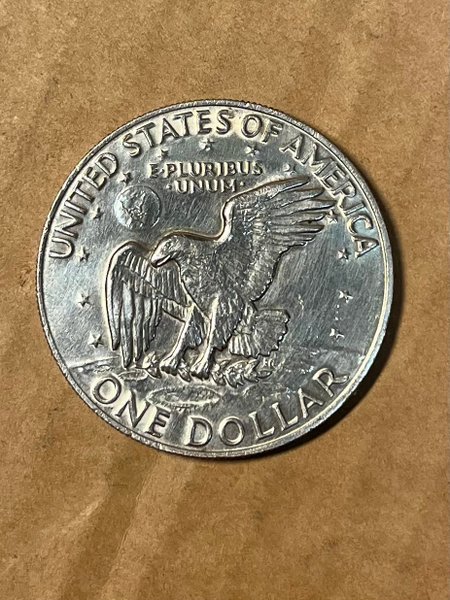 UNITED STATES OF AMERICA
E·PLURIBUS
·UNUM·
ONE DOLLAR